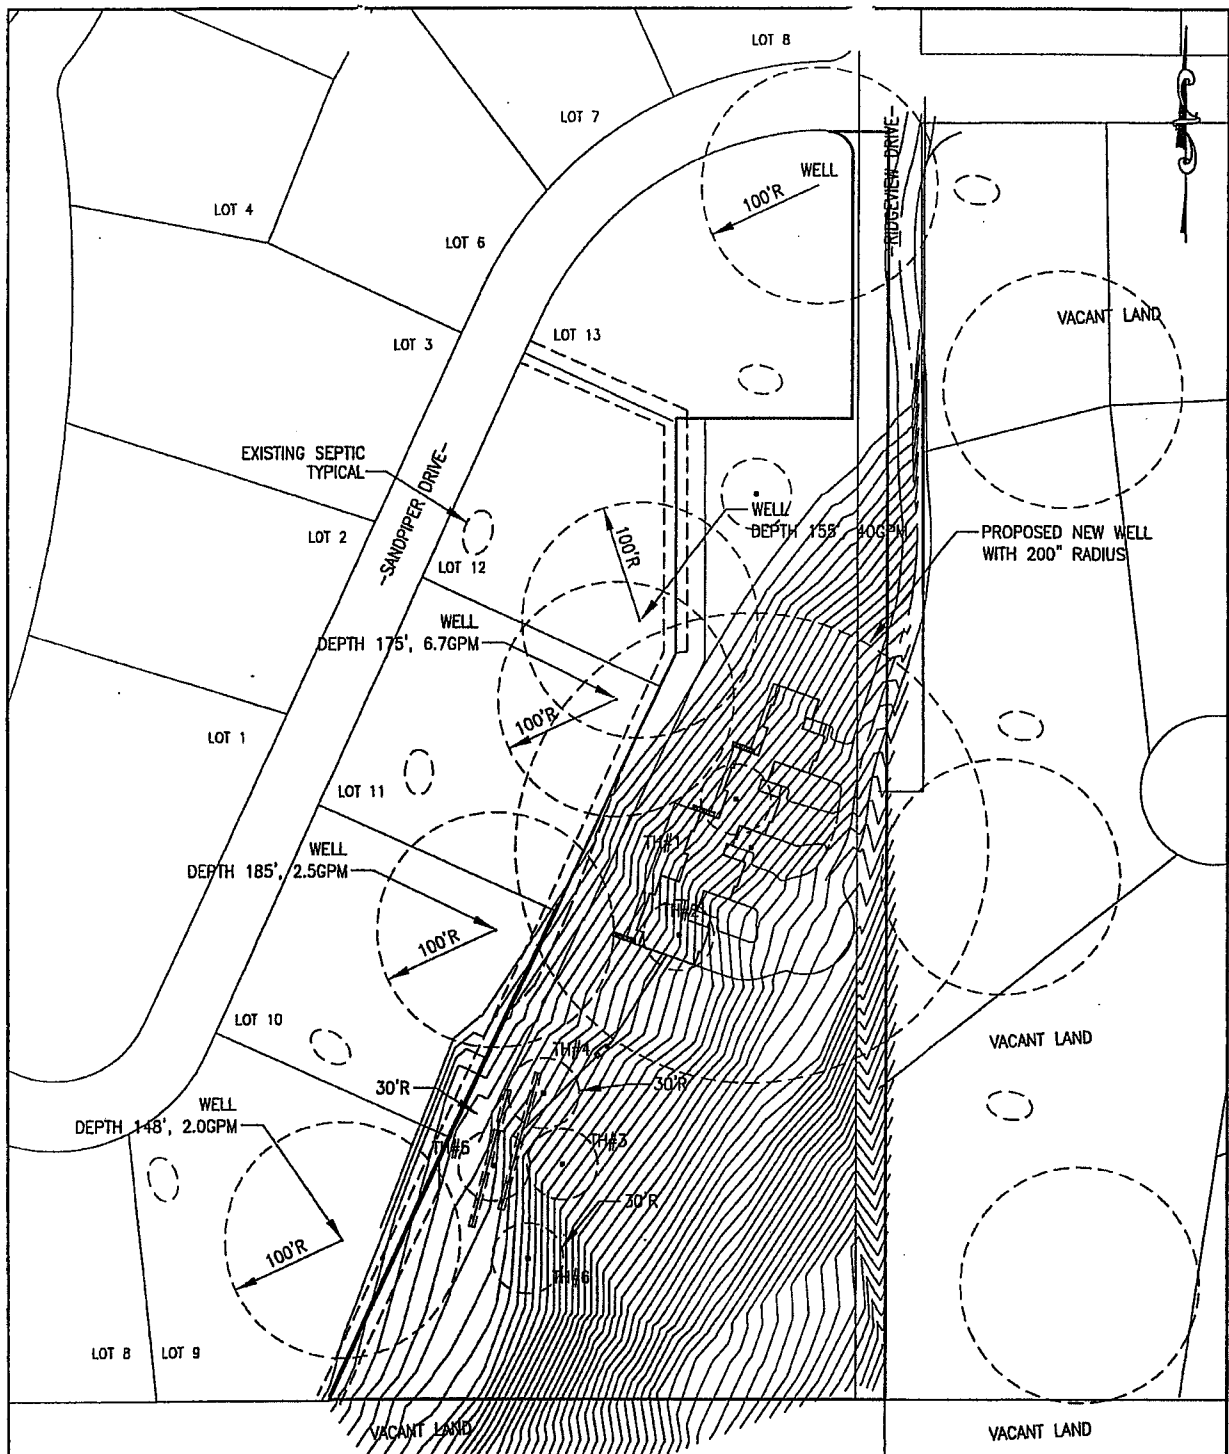 LOT 8
LOT 7
-RIDGEVIEW DRIVE-
WELL
100'R
LOT 4
LOT 6
VACANT LAND
LOT 3
LOT 13
EXISTING SEPTIC
TYPICAL
-SANDPIPER DRIVE-
WELL
DEPTH 155', 40GPM
PROPOSED NEW WELL
WITH 200" RADIUS
LOT 2
100'R
LOT 12
WELL
DEPTH 175', 6.7GPM
100'R
LOT 1
LOT 11
TH#1
WELL
DEPTH 185', 2.5GPM
TH#2
100'R
LOT 10
VACANT LAND
TH#4
30'R
30'R
WELL
DEPTH 148', 2.0GPM
TH#5
TH#3
30'R
100'R
TH#6
LOT 8
LOT 9
VACANT LAND
VACANT LAND